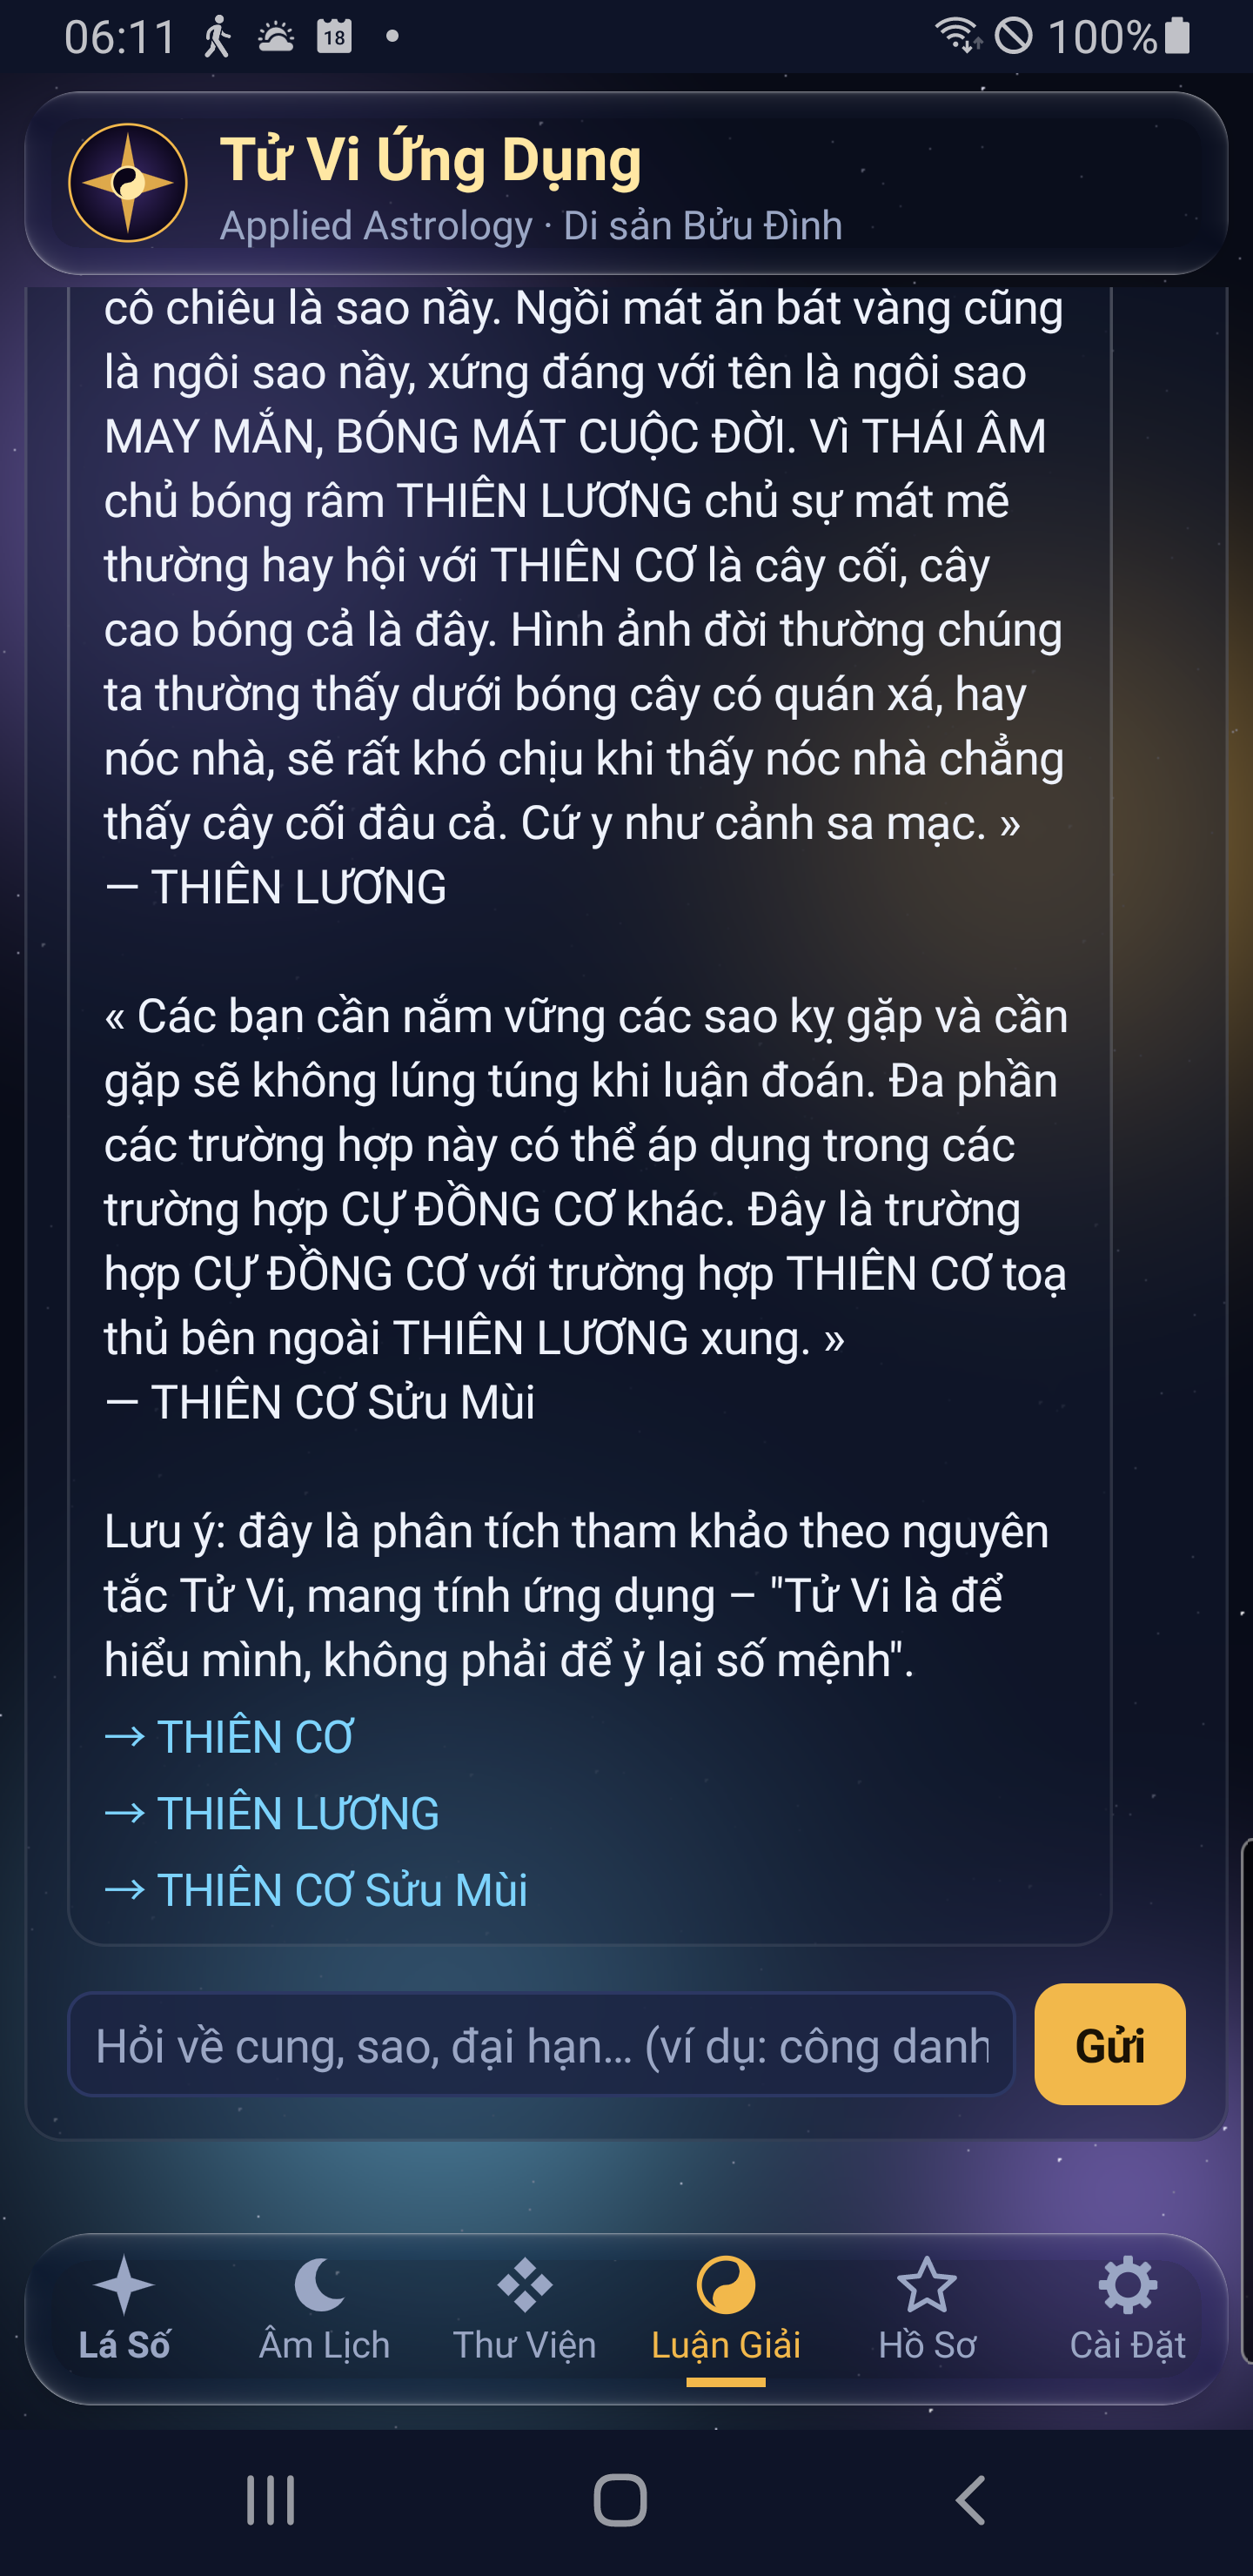 06:11
18
100%
Tử Vi Ứng Dụng
Applied Astrology · Di sản Bửu Đình
cô chiêu là sao nầy. Ngồi mát ăn bát vàng cũng
là ngôi sao nầy, xứng đáng với tên là ngôi sao
MAY MẮN, BÓNG MÁT CUỘC ĐỜI. Vì THÁI ÂM
chủ bóng râm THIÊN LƯƠNG chủ sự mát mẽ
thường hay hội với THIÊN CƠ là cây cối, cây
cao bóng cả là đây. Hình ảnh đời thường chúng
ta thường thấy dưới bóng cây có quán xá, hay
nóc nhà, sẽ rất khó chịu khi thấy nóc nhà chẳng
thấy cây cối đâu cả. Cứ y như cảnh sa mạc. »
— THIÊN LƯƠNG
« Các bạn cần nắm vững các sao kỵ gặp và cần
gặp sẽ không lúng túng khi luận đoán. Đa phần
các trường hợp này có thể áp dụng trong các
trường hợp CỰ ĐỒNG CƠ khác. Đây là trường
hợp CỰ ĐỒNG CƠ với trường hợp THIÊN CƠ toạ
thủ bên ngoài THIÊN LƯƠNG xung. »
— THIÊN CƠ Sửu Mùi
Lưu ý: đây là phân tích tham khảo theo nguyên
tắc Tử Vi, mang tính ứng dụng – "Tử Vi là để
hiểu mình, không phải để ỷ lại số mệnh".
→ THIÊN CƠ
→ THIÊN LƯƠNG
→ THIÊN CƠ Sửu Mùi
Hỏi về cung, sao, đại hạn... (ví dụ: công danh
Gửi
Lá Số
Âm Lịch
Thư Viện
Luận Giải
Hồ Sơ
Cài Đặt